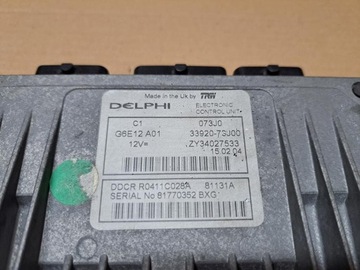 Made in the UK by TRW
DELPHI ELECTRONIC
CONTROL UNIT
C1 073J0
G6E12 A01 33920-79J00
12V= ZY34027533
15 02 04
DDCR R0411C028A 81131A
SERIAL No 81770352 BXG